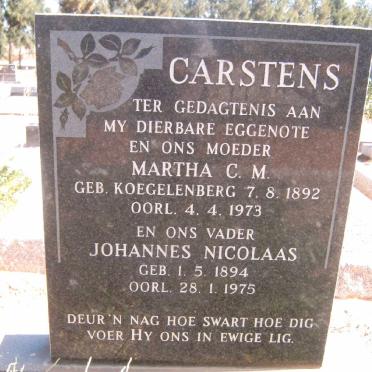 CARSTENS
TER GEDAGTENIS AAN
MY DIERBARE EGGENOTE
EN ONS MOEDER
MARTHA C. M.
GEB. KOEGELENBERG 7. 8. 1892
OORL. 4. 4. 1973
EN ONS VADER
JOHANNES NICOLAAS
GEB. 1. 5. 1894
OORL. 28. 1. 1975
DEUR'N NAG HOE SWART HOE DIG
VOER HY ONS IN EWIGE LIG.